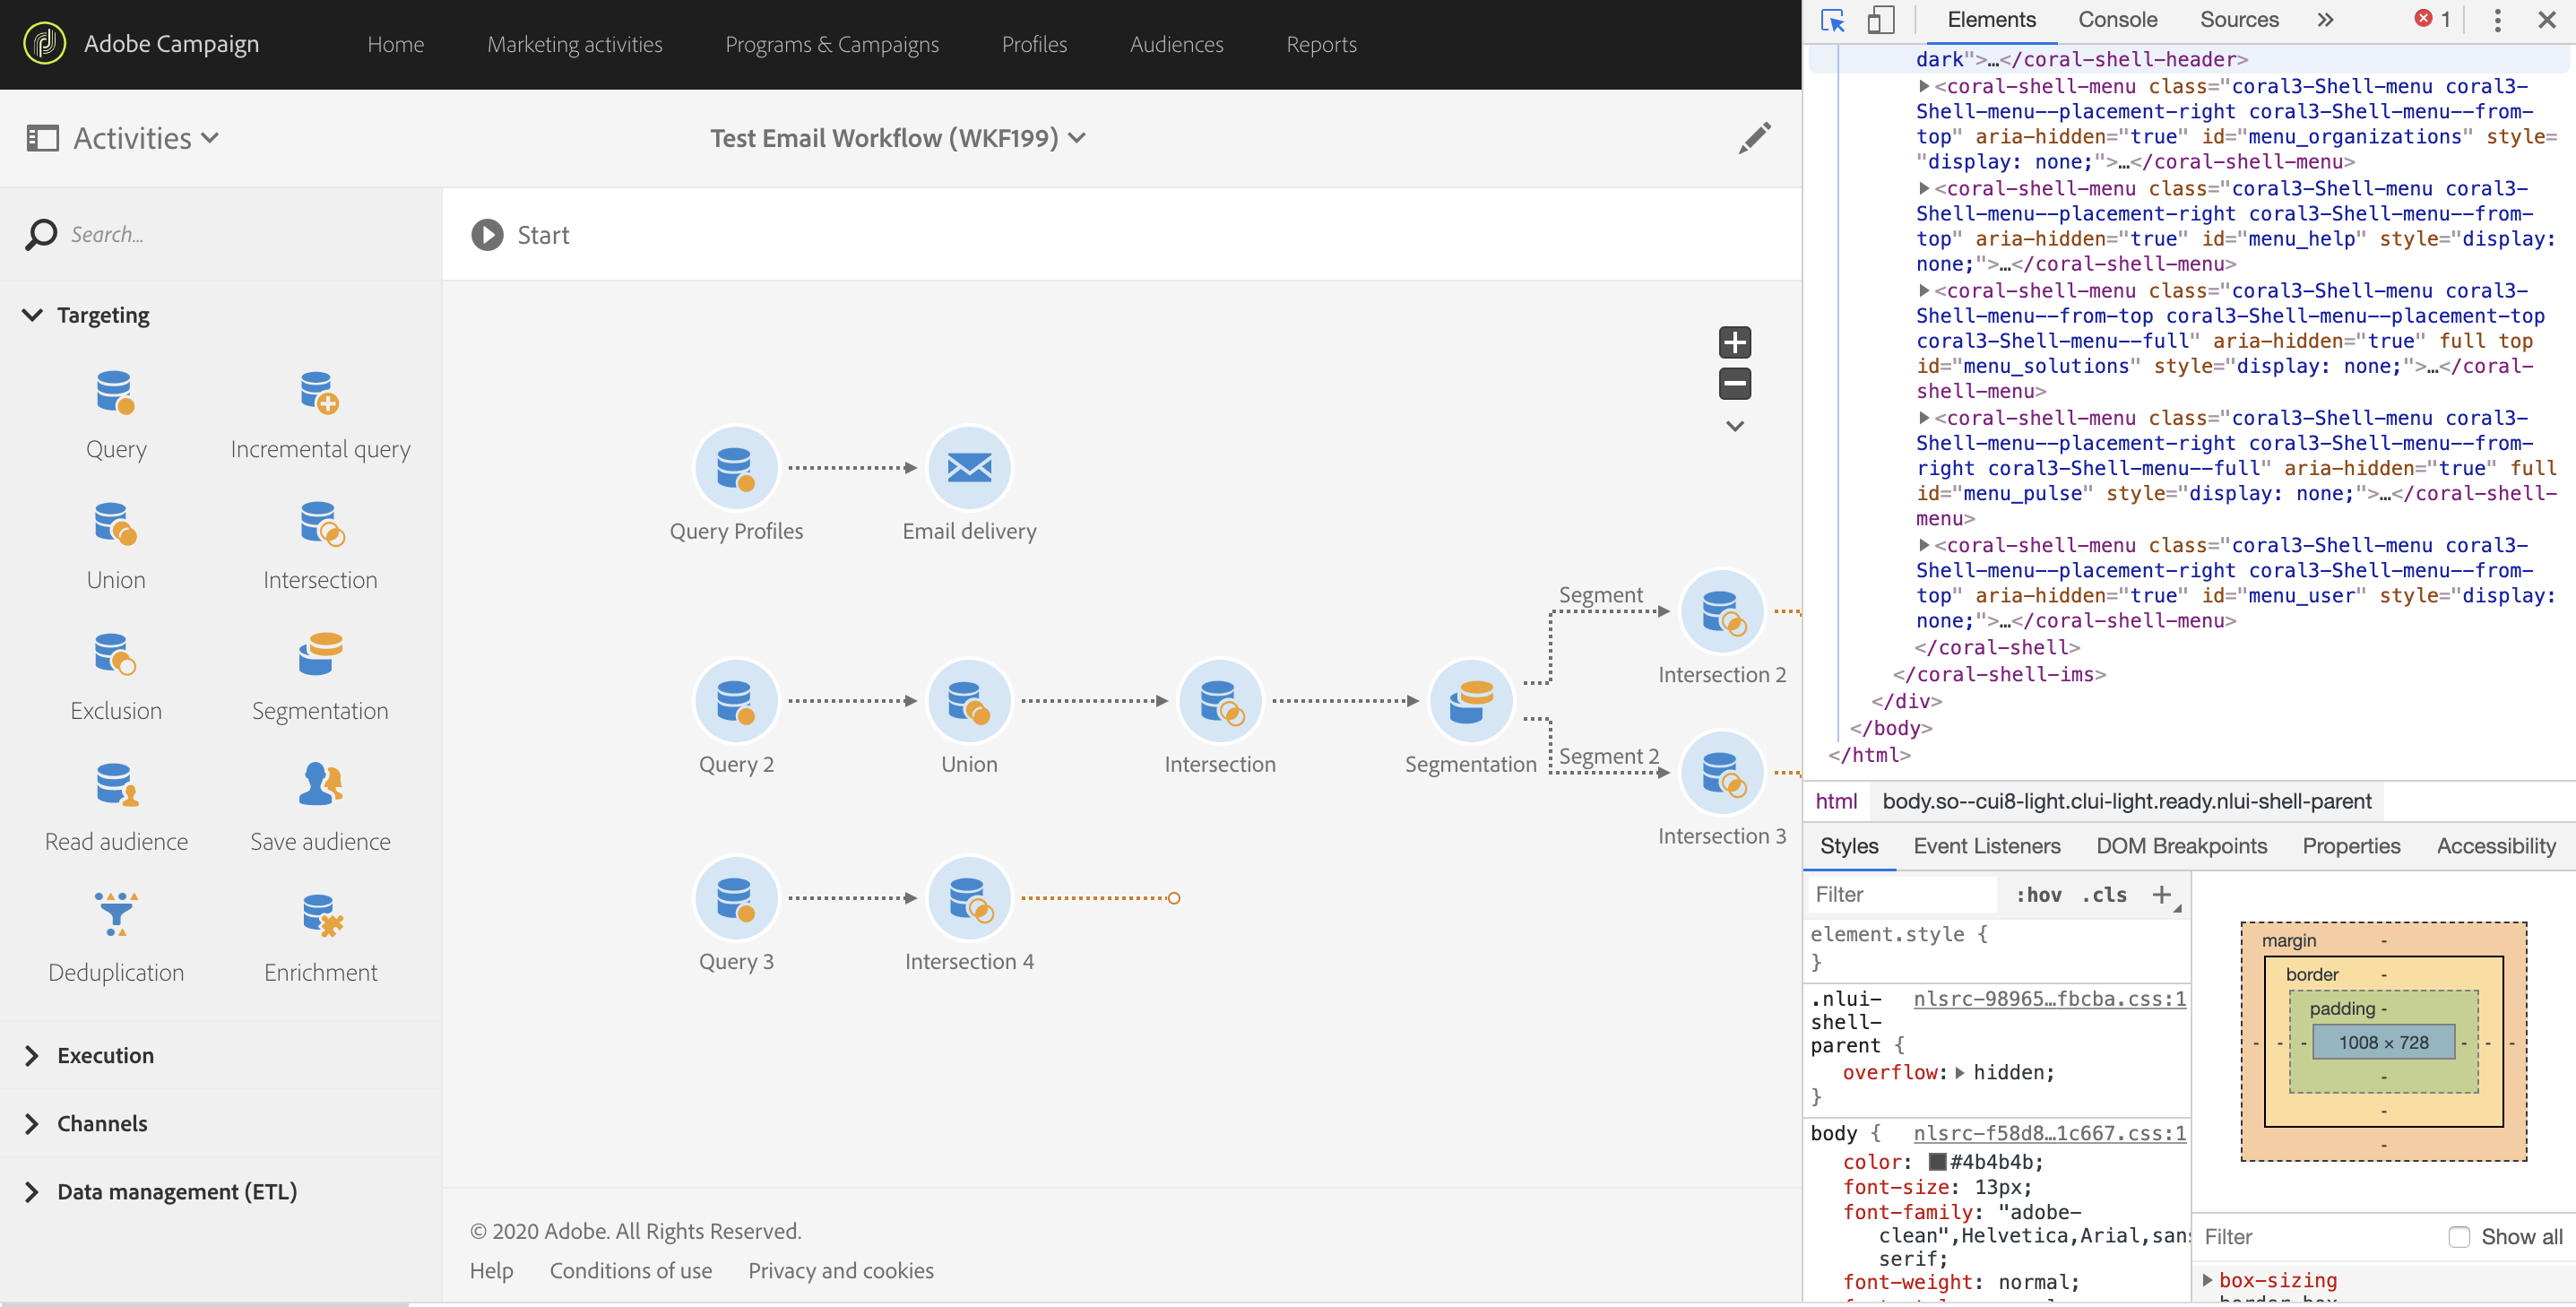 Adobe Campaign
Home
Marketing activities
Programs & Campaigns
Profiles
Audiences
Reports
Activities
Test Email Workflow (WKF199)
Search...
Start
Targeting
Query
Incremental query
Union
Intersection
Exclusion
Segmentation
Read audience
Save audience
Deduplication
Enrichment
Execution
Channels
Data management (ETL)
Query Profiles
Email delivery
Segment
Intersection 2
Query 2
Union
Intersection
Segmentation
Segment 2
Intersection 3
Query 3
Intersection 4
© 2020 Adobe. All Rights Reserved.
Help
Conditions of use
Privacy and cookies
Elements
Console
Sources
1
dark">…</coral-shell-header>
<coral-shell-menu class="coral3-Shell-menu coral3-
Shell-menu--placement-right coral3-Shell-menu--from-
top" aria-hidden="true" id="menu_organizations" style=
"display: none;">…</coral-shell-menu>
<coral-shell-menu class="coral3-Shell-menu coral3-
Shell-menu--placement-right coral3-Shell-menu--from-
top" aria-hidden="true" id="menu_help" style="display:
none;">…</coral-shell-menu>
<coral-shell-menu class="coral3-Shell-menu coral3-
Shell-menu--from-top coral3-Shell-menu--placement-top
coral3-Shell-menu--full" aria-hidden="true" full top
id="menu_solutions" style="display: none;">…</coral-
shell-menu>
<coral-shell-menu class="coral3-Shell-menu coral3-
Shell-menu--placement-right coral3-Shell-menu--from-
right coral3-Shell-menu--full" aria-hidden="true" full
id="menu_pulse" style="display: none;">…</coral-shell-
menu>
<coral-shell-menu class="coral3-Shell-menu coral3-
Shell-menu--placement-right coral3-Shell-menu--from-
top" aria-hidden="true" id="menu_user" style="display:
none;">…</coral-shell-menu>
</coral-shell>
</coral-shell-ims>
</div>
</body>
</html>
html
body.so--cui8-light.clui-light.ready.nlui-shell-parent
Styles
Event Listeners
DOM Breakpoints
Properties
Accessibility
Filter
:hov
.cls
element.style {
}
.nlui- nlsrc-98965…fbcba.css:1
shell-
parent {
overflow: hidden;
}
body { nlsrc-f58d8…1c667.css:1
color: #4b4b4b;
font-size: 13px;
font-family: "adobe-
clean",Helvetica,Arial,sans
serif;
font-weight: normal;
margin -
border -
padding -
- - - 1008 × 728 - - -
-
-
-
Filter
Show all
box-sizing